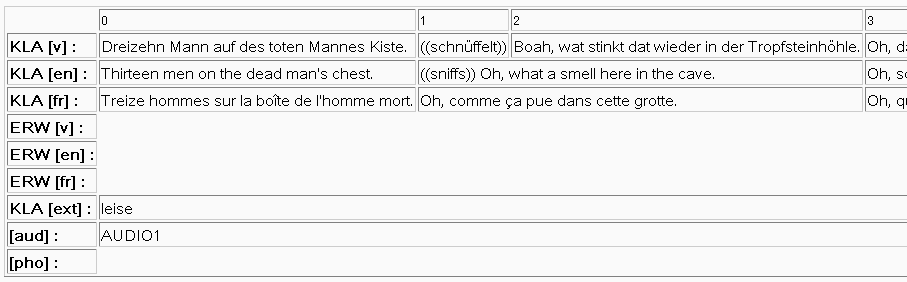 0 1 2 3
KLA [v] : Dreizehn Mann auf des toten Mannes Kiste. ((schnüffelt)) Boah, wat stinkt dat wieder in der Tropfsteinhöhle. Oh,
KLA [en] : Thirteen men on the dead man's chest. ((sniffs)) Oh, what a smell here in the cave. Oh,
KLA [fr] : Treize hommes sur la boîte de l'homme mort. Oh, comme ça pue dans cette grotte. Oh,
ERW [v] :
ERW [en] :
ERW [fr] :
KLA [ext] : leise
[aud] : AUDIO1
[pho] :